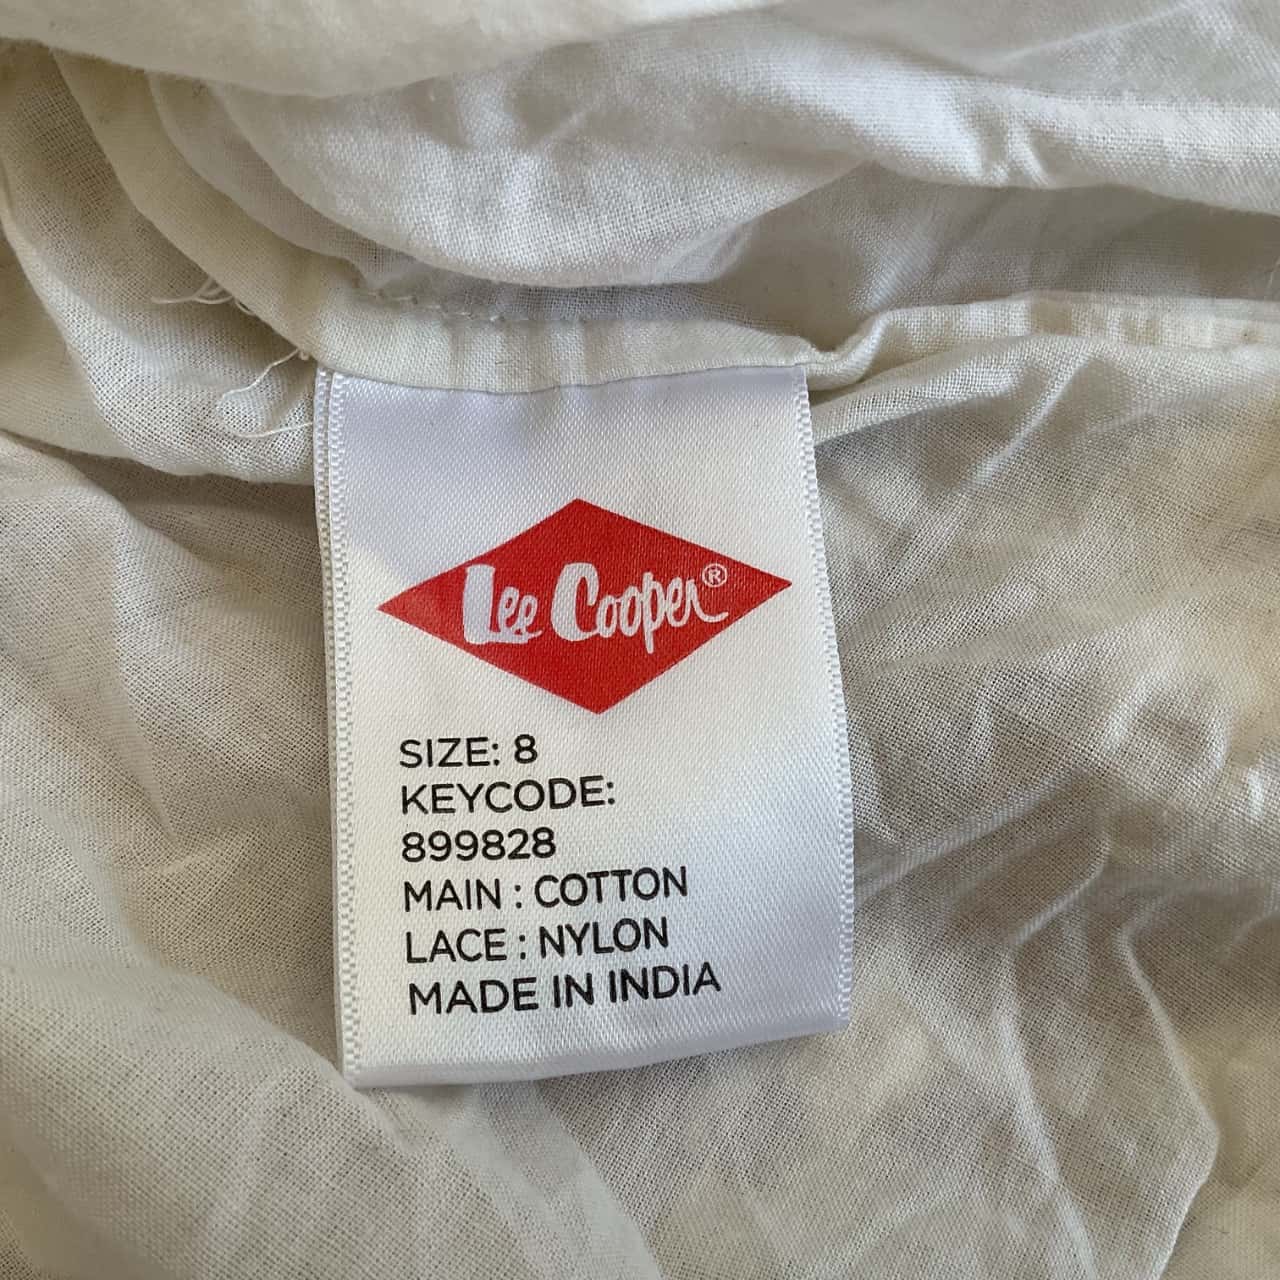 Lee Cooper®
SIZE: 8
KEYCODE:
899828
MAIN : COTTON
LACE : NYLON
MADE IN INDIA